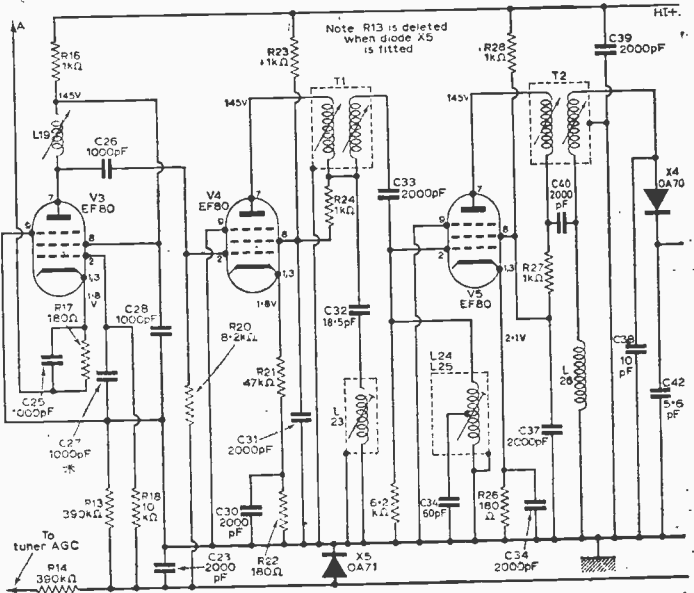 A
Note R13 is deleted
when diode X5
is fitted
HT+.
R16
1kΩ
R23
1kΩ
R28
1kΩ
C39
2000pF
T1
T2
145V
145V
145V
L19
C26
1000pF
7
V3
EF80
9
8
2
1,3
1·8
V
7
V4
EF80
9
8
2
1,3
1·8V
R24
1kΩ
C33
2000pF
7
9
8
2
1,3
V5
EF80
2·1V
C40
2000
pF
X4
OA70
R27
1kΩ
R17
180Ω
C28
1000pF
R20
8·2kΩ
C32
18·5pF
C25
1000pF
R21
47kΩ
L24
L25
L
26
C38
10
pF
C42
5·6
pF
C27
1000pF
*
C31
2000pF
L
23
C37
2000pF
R13
390kΩ
R18
10
kΩ
C30
2000
pF
6·2
kΩ
C34
60pF
R26
180
Ω
To
tuner AGC
C23
2000
pF
R22
180Ω
X5
OA71
C34
2000pF
R14
390kΩ